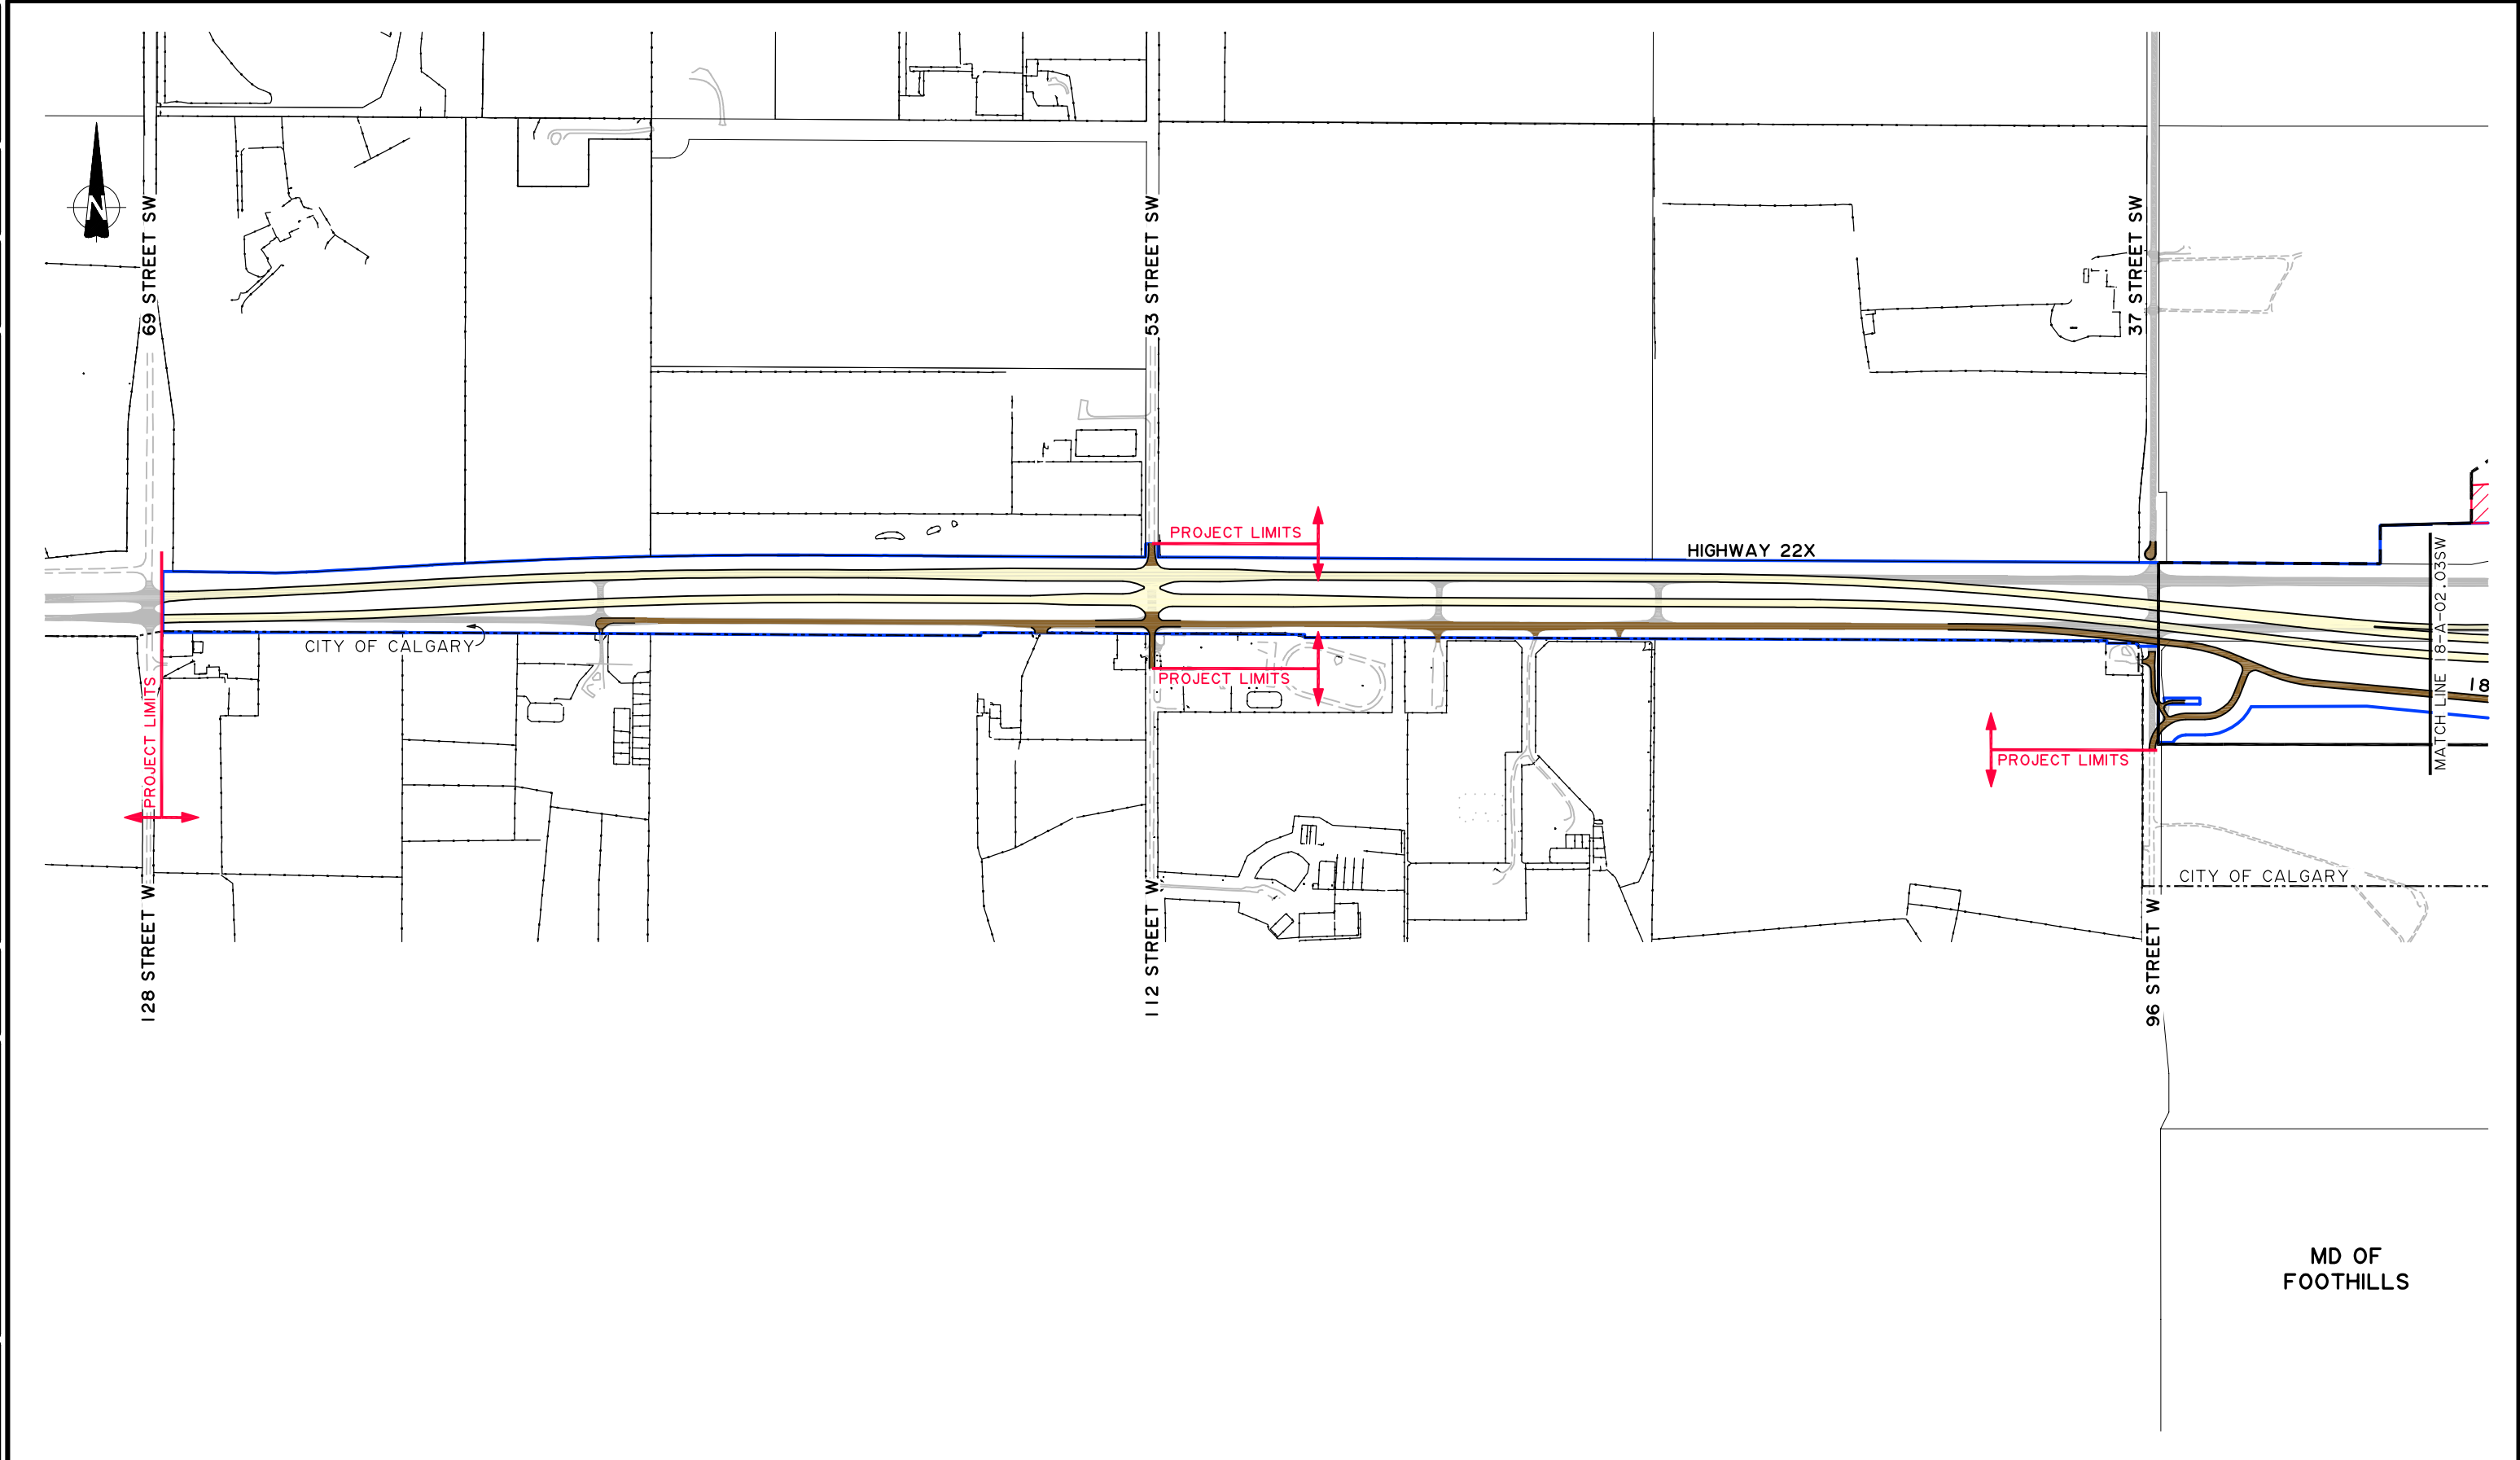 N
69 STREET SW
53 STREET SW
37 STREET SW
PROJECT LIMITS
HIGHWAY 22X
CITY OF CALGARY
PROJECT LIMITS
PROJECT LIMITS
PROJECT LIMITS
MATCH LINE 18-A-02.03SW
18
CITY OF CALGARY
128 STREET W
112 STREET W
96 STREET W
MD OF
FOOTHILLS